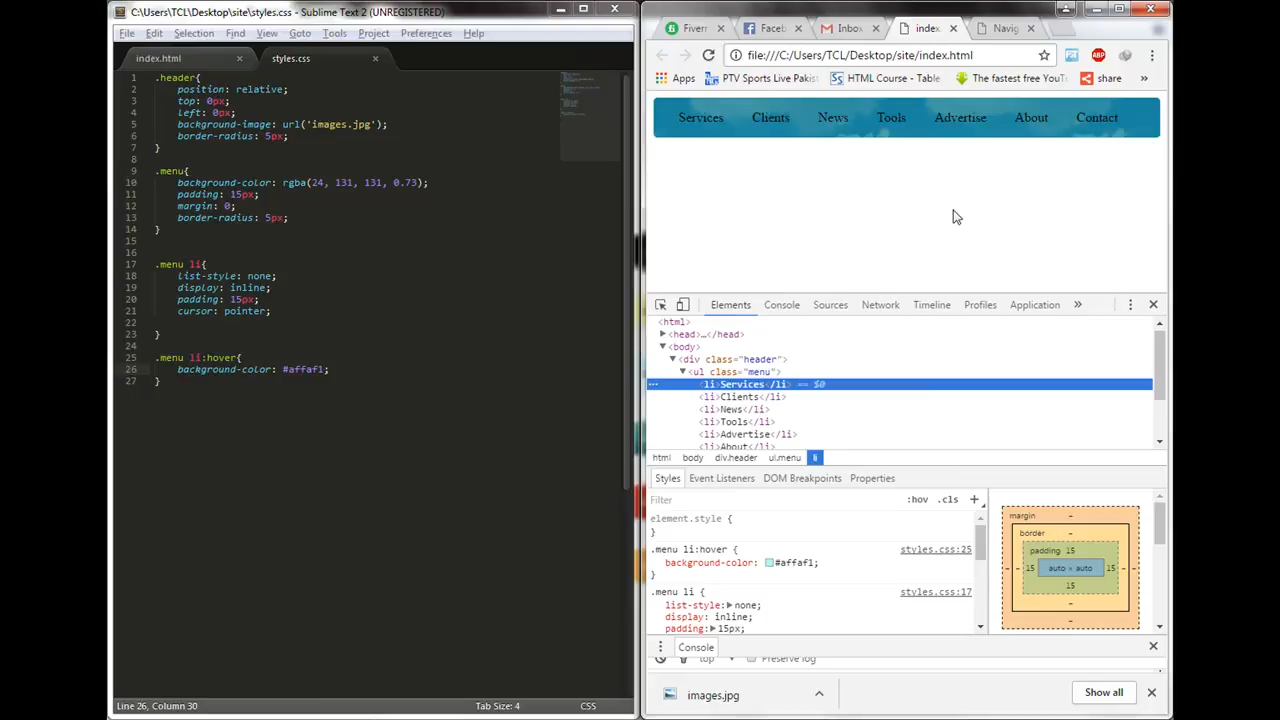 C:\Users\TCL\Desktop\site\styles.css - Sublime Text 2 (UNREGISTERED)
File Edit Selection Find View Goto Tools Project Preferences Help
index.html styles.css
1 .header{
2 position: relative;
3 top: 0px;
4 left: 0px;
5 background-image: url('images.jpg');
6 border-radius: 5px;
7 }
8
9 .menu{
10 background-color: rgba(24, 131, 131, 0.73);
11 padding: 15px;
12 margin: 0;
13 border-radius: 5px;
14 }
15
16
17 .menu li{
18 list-style: none;
19 display: inline;
20 padding: 15px;
21 cursor: pointer;
22
23 }
24
25 .menu li:hover{
26 background-color: #affaf1;
27 }
Line 26, Column 30 Tab Size: 4 CSS
Fiverr Faceb Inbox index. Navig
file:///C:/Users/TCL/Desktop/site/index.html
ABP
Apps PTV Sports Live Pakist HTML Course - Table The fastest free YouT share »
Services Clients News Tools Advertise About Contact
Elements Console Sources Network Timeline Profiles Application »
<html>
<head>…</head>
<body>
<div class="header">
<ul class="menu">
… <li>Services</li> == $0
<li>Clients</li>
<li>News</li>
<li>Tools</li>
<li>Advertise</li>
<li>About</li>
html body div.header ul.menu li
Styles Event Listeners DOM Breakpoints Properties
Filter :hov .cls +
element.style {
}
.menu li:hover { styles.css:25
background-color: #affaf1;
}
.menu li { styles.css:17
list-style: none;
display: inline;
padding: 15px;
margin -
border -
padding 15
- - 15 auto × auto 15 - -
15
-
-
Console
top Preserve log
images.jpg Show all